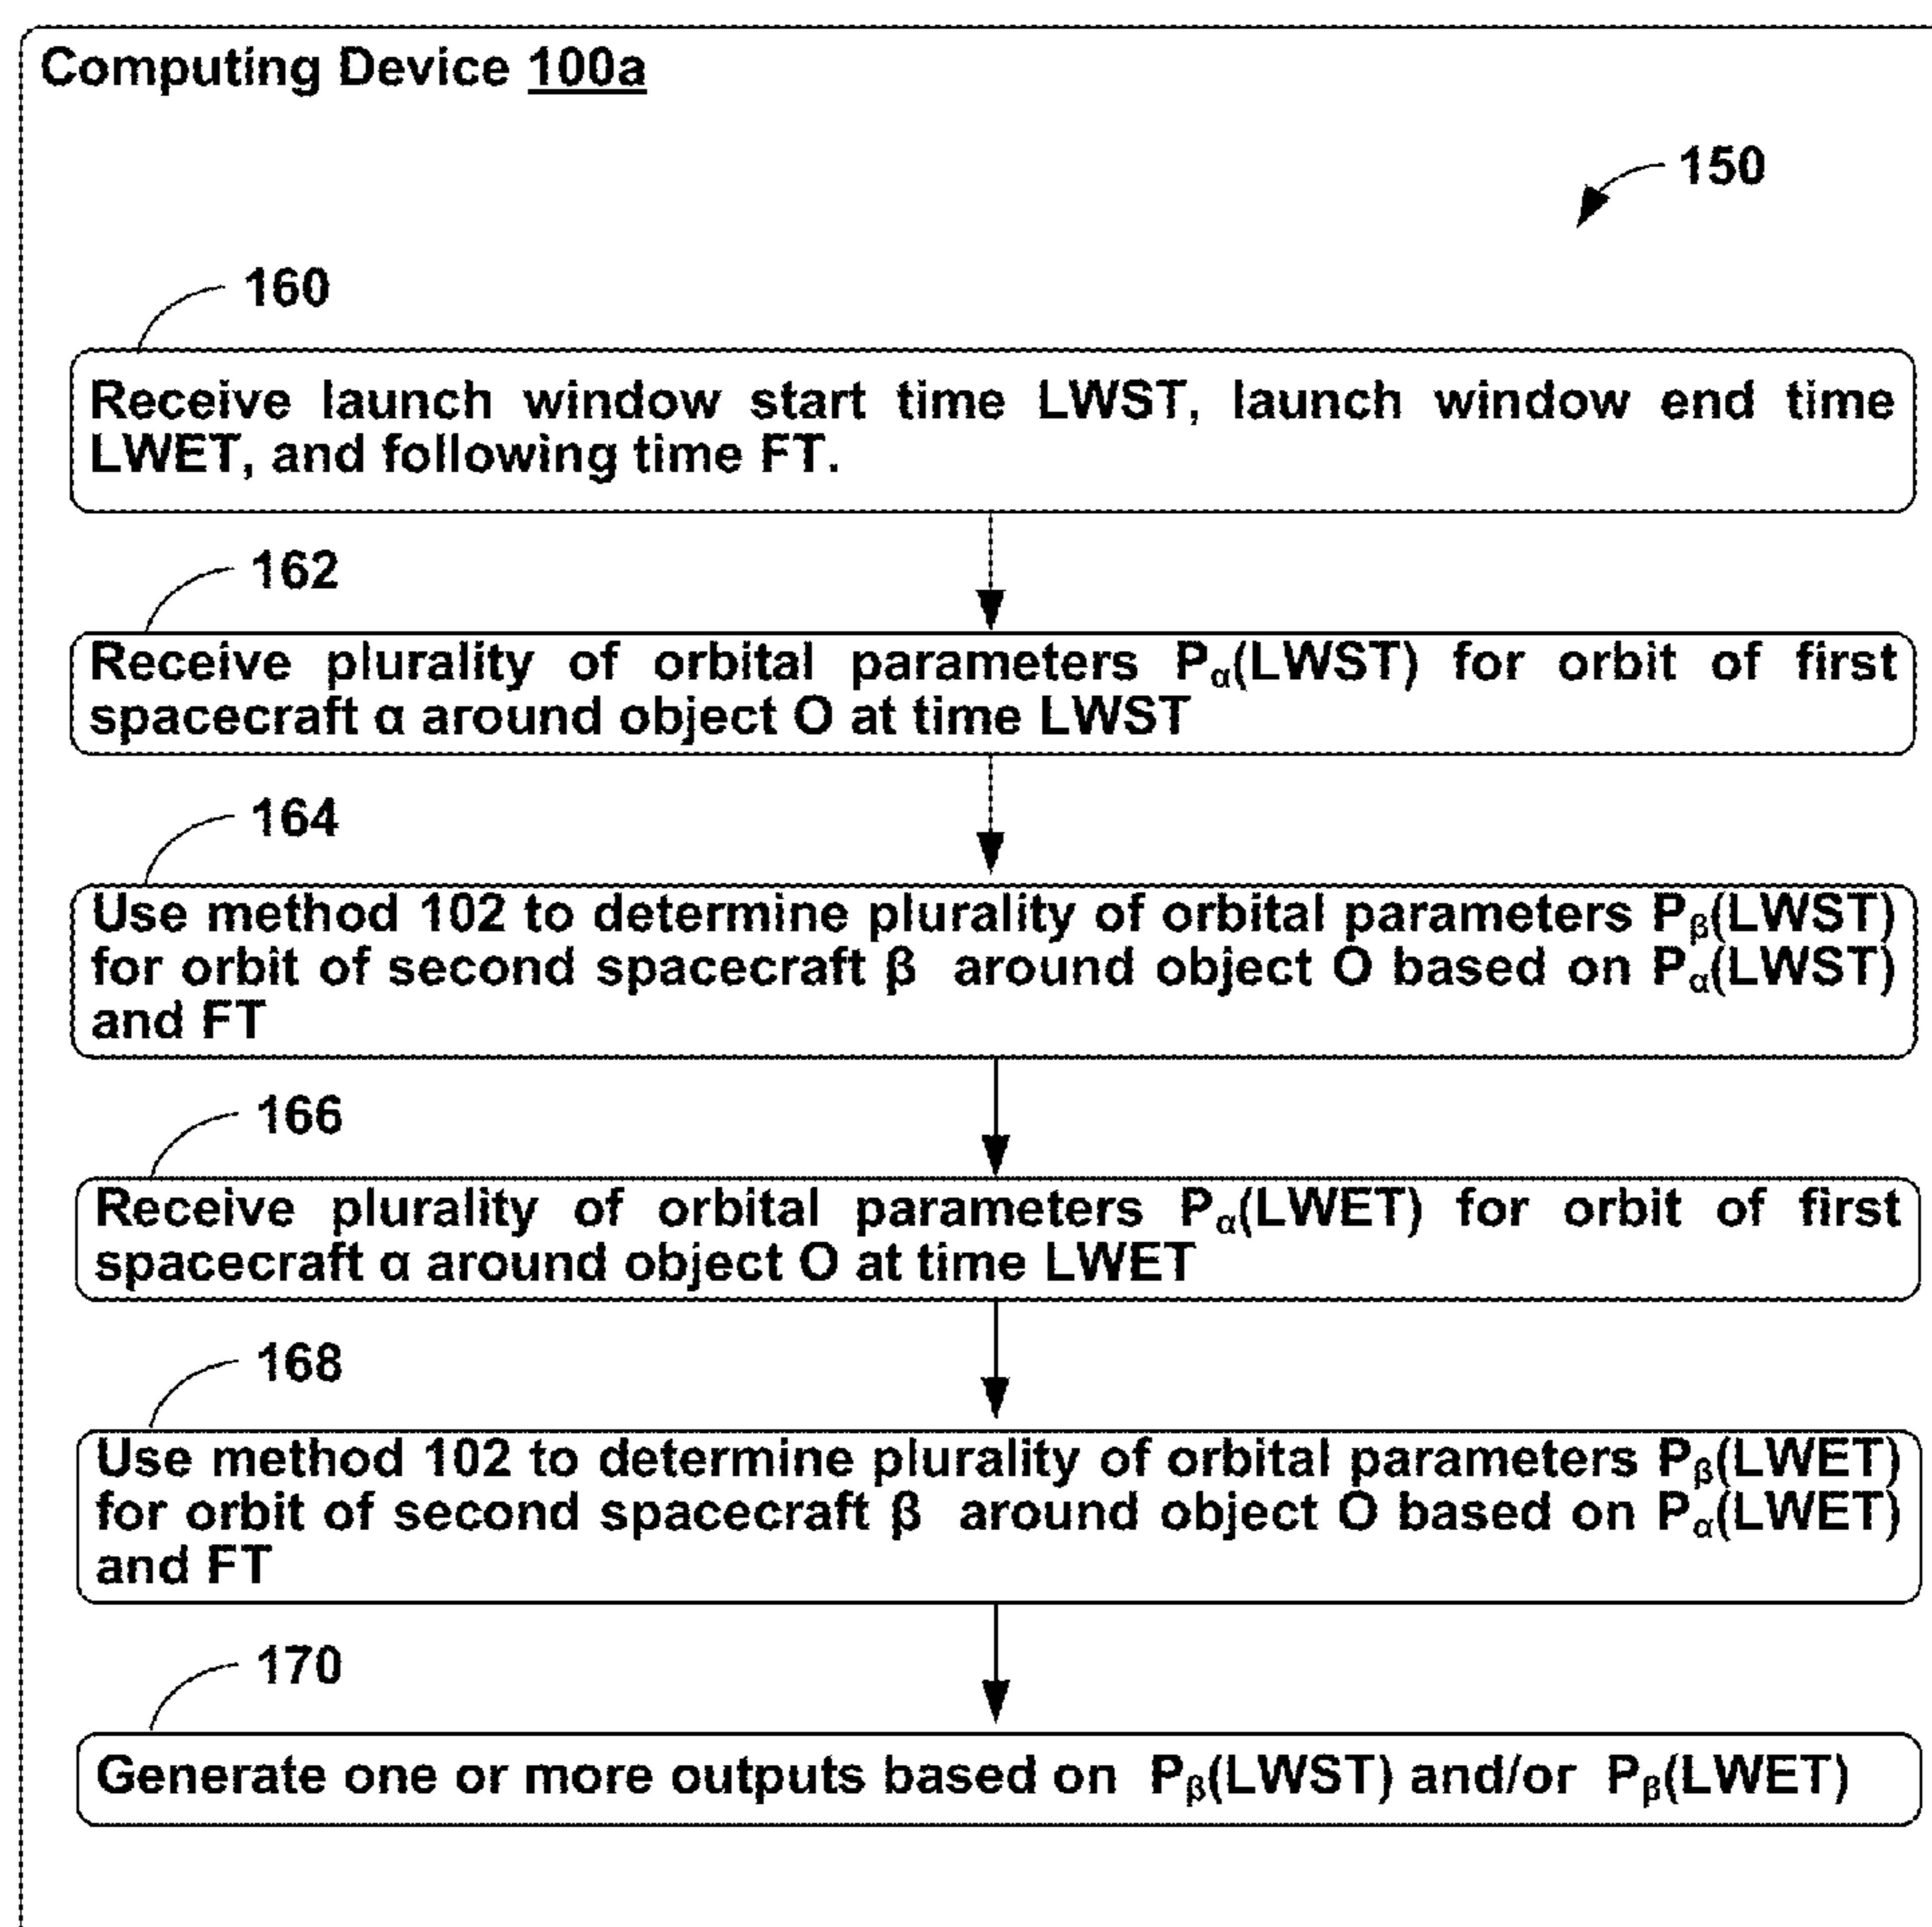 Computing Device 100a
150
160
Receive launch window start time LWST, launch window end time
LWET, and following time FT.
162
Receive plurality of orbital parameters Pα(LWST) for orbit of first
spacecraft α around object O at time LWST
164
Use method 102 to determine plurality of orbital parameters Pβ(LWST)
for orbit of second spacecraft β around object O based on Pα(LWST)
and FT
166
Receive plurality of orbital parameters Pα(LWET) for orbit of first
spacecraft α around object O at time LWET
168
Use method 102 to determine plurality of orbital parameters Pβ(LWET)
for orbit of second spacecraft β around object O based on Pα(LWET)
and FT
170
Generate one or more outputs based on Pβ(LWST) and/or Pβ(LWET)